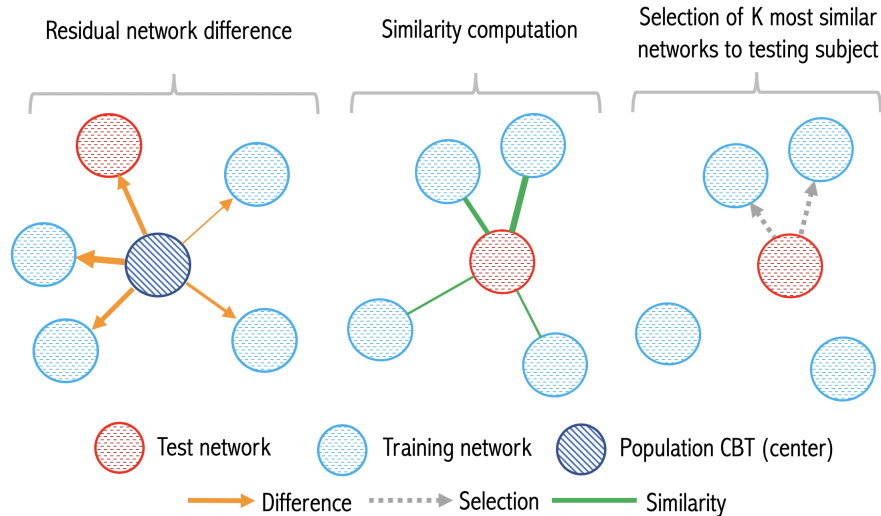 Residual network difference
Similarity computation
Selection of K most similar
networks to testing subject
Test network
Training network
Population CBT (center)
Difference
Selection
Similarity